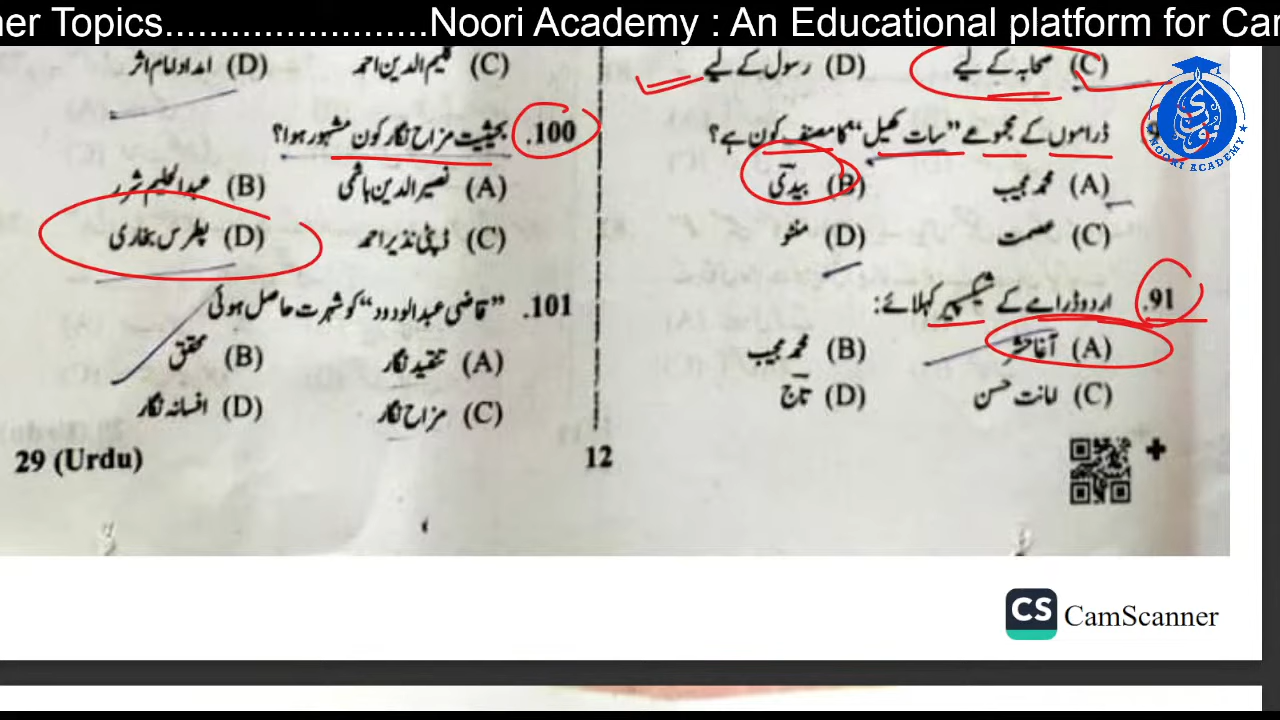 ner Topics........................Noori Academy : An Educational platform for Car
NOORI ACADEMY
(C) صحابہ کے لیے (D) رسول کے لیے
ڈراموں کے مجموعے "سات کھیل" کا مصنف کون ہے؟
(A) محمد مجیب (B) بیدی
(C) عصمت (D) منٹو
91. اردو ڈرامے کے شیکسپیر کہلائے:
(A) آغا حشر (B) محمد مجیب
(C) امانت حسن (D) تاج
(C) کلیم الدین احمد (D) امداد امام اثر
100. بحیثیت مزاح نگار کون مشہور ہوا؟
(A) نصیر الدین ہاشمی (B) عبدالحلیم شرر
(C) ڈپٹی نذیر احمد (D) پطرس بخاری
101. "قاضی عبدالودود" کو شہرت حاصل ہوئی
(A) تنقید نگار (B) محقق
(C) مزاح نگار (D) افسانہ نگار
29 (Urdu) 12
CS CamScanner